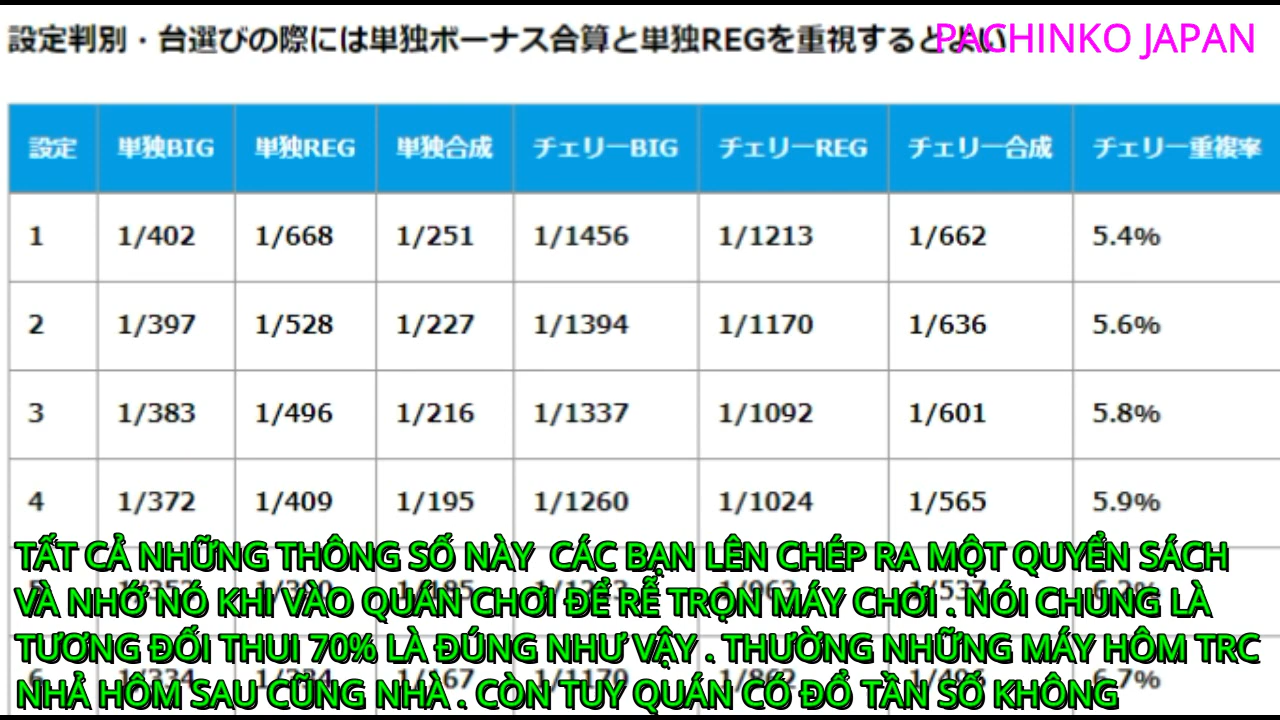 設定判別・台選びの際には単独ボーナス合算と単独REGを重視するとよい
PACHINKO JAPAN
設定 単独BIG 単独REG 単独合成 チェリーBIG チェリーREG チェリー合成 チェリー重複率
1 1/402 1/668 1/251 1/1456 1/1213 1/662 5.4%
2 1/397 1/528 1/227 1/1394 1/1170 1/636 5.6%
3 1/383 1/496 1/216 1/1337 1/1092 1/601 5.8%
4 1/372 1/409 1/195 1/1260 1/1024 1/565 5.9%
TẤT CẢ NHỮNG THÔNG SỐ NÀY CÁC BẠN LÊN CHÉP RA MỘT QUYỂN SÁCH
VÀ NHỚ NÓ KHI VÀO QUÁN CHƠI ĐỂ RỄ TRỌN MÁY CHƠI . NÓI CHUNG LÀ
TƯƠNG ĐỐI THUI 70% LÀ ĐÚNG NHƯ VẬY . THƯỜNG NHỮNG MÁY HÔM TRC
NHẢ HÔM SAU CŨNG NHẢ . CÒN TUỲ QUÁN CÓ ĐỔ TẦN SỐ KHÔNG